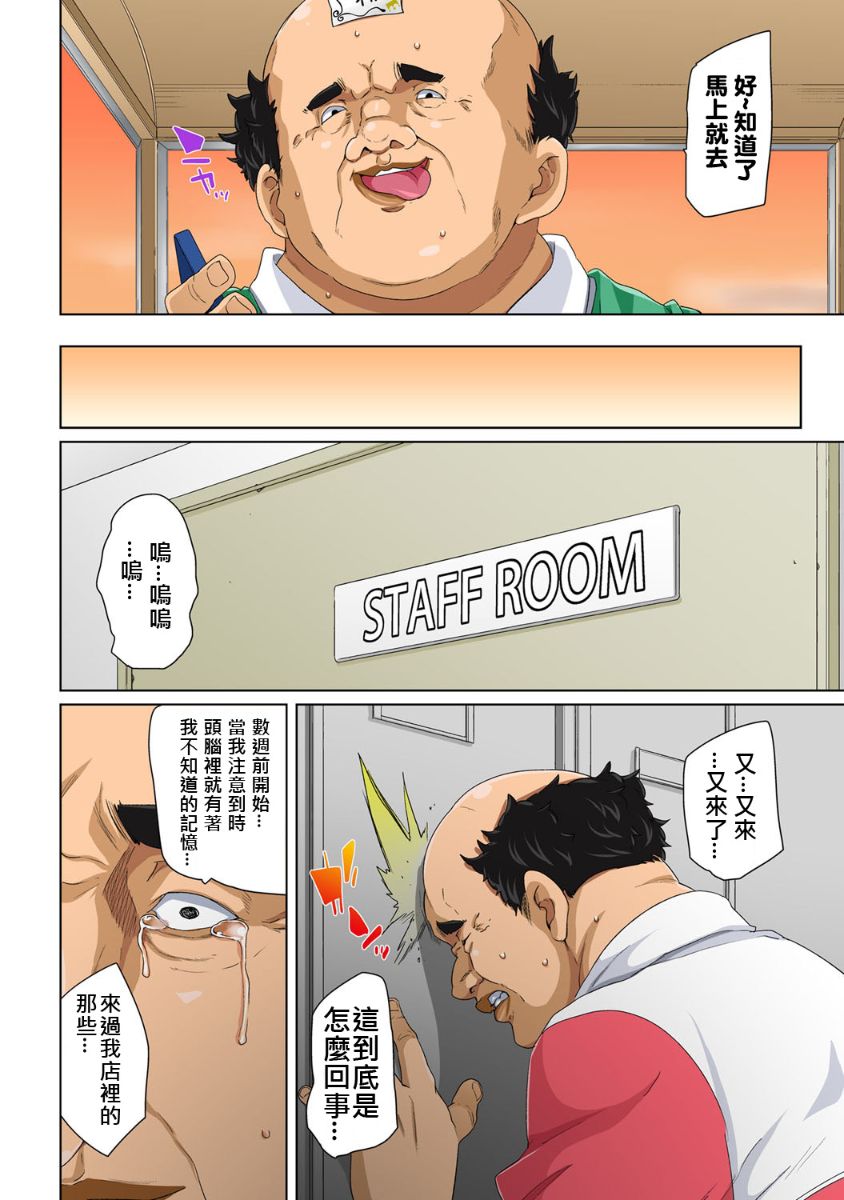 好~知道了
馬上就去
ニャッ
嗚…嗚嗚
…嗚…
STAFF ROOM
又…又來
…又來了…
這到底是
怎麼回事…
數週前開始…
當我注意到時
頭腦裡就有著
我不知道的記憶…
來過我店裡的
那些…